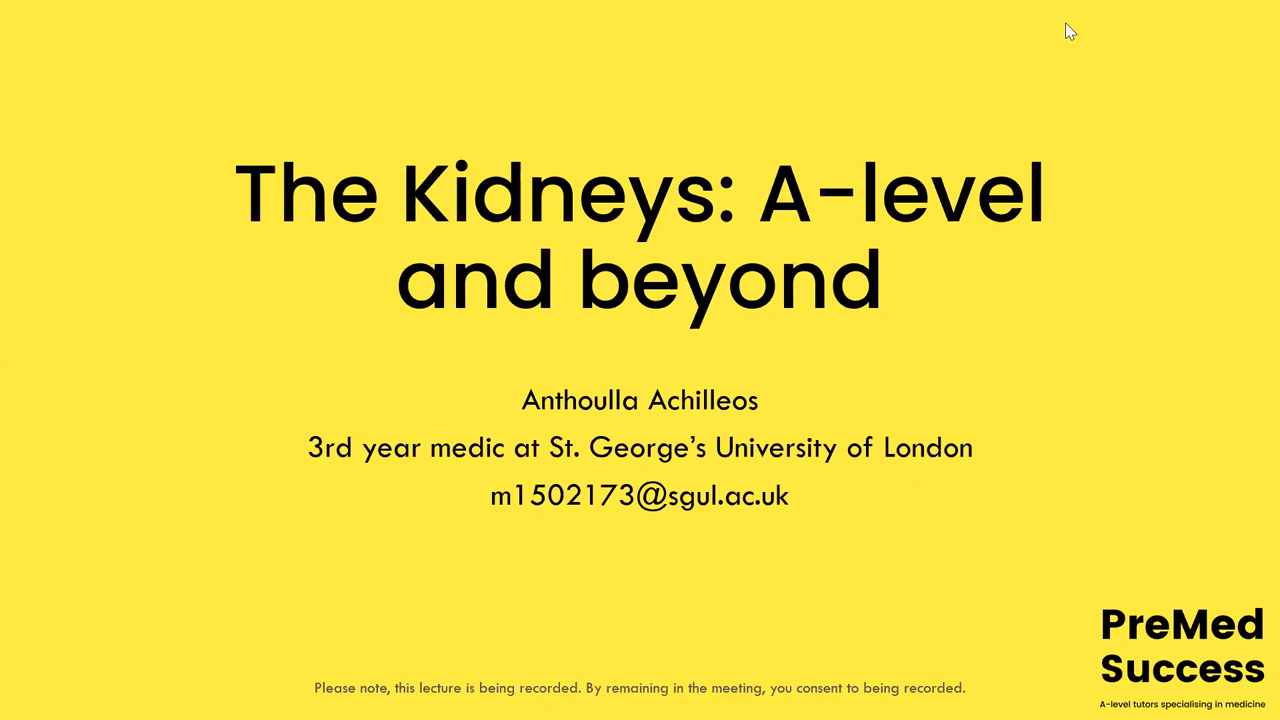 The Kidneys: A-level
and beyond
Anthoulla Achilleos
3rd year medic at St. George’s University of London
m1502173@sgul.ac.uk
PreMed
Success
A-level tutors specialising in medicine
Please note, this lecture is being recorded. By remaining in the meeting, you consent to being recorded.